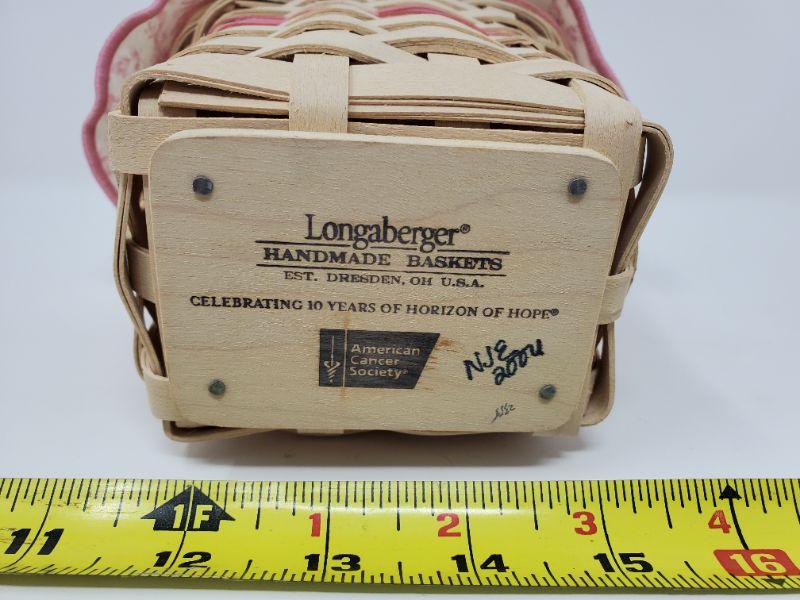 Longaberger®
HANDMADE BASKETS
EST. DRESDEN, OH U.S.A.
CELEBRATING 10 YEARS OF HORIZON OF HOPE®
American
Cancer
Society®
NJE
2004
1F 1 2 3 4
11 12 13 14 15 16